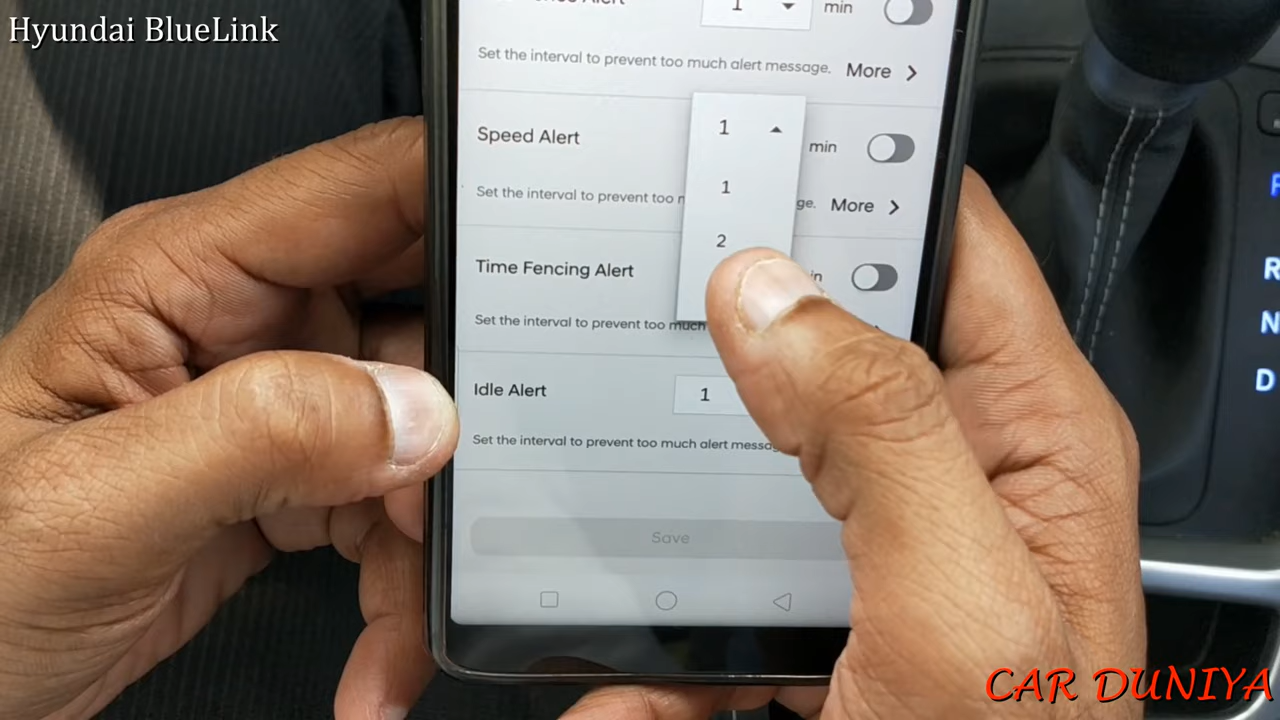 Hyundai BlueLink
Alert
1
min
Set the interval to prevent too much alert message.
More
Speed Alert
1
min
1
Set the interval to prevent too
ge.
More
2
Time Fencing Alert
Set the interval to prevent too much
Idle Alert
1
Set the interval to prevent too much alert
Save
R
N
D
CAR DUNIYA